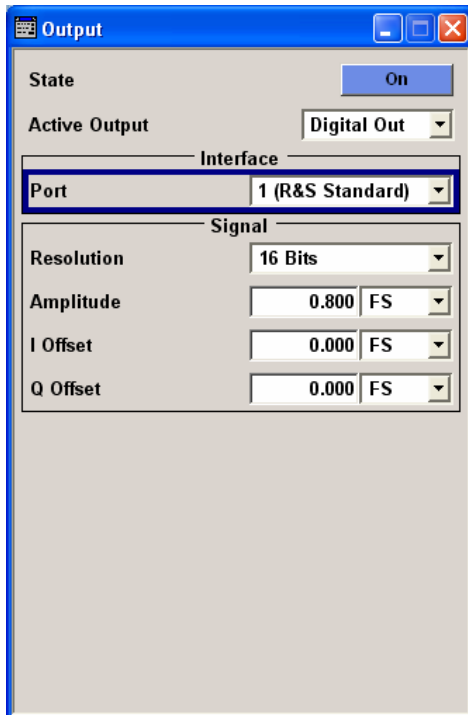 Output
State On
Active Output Digital Out
Interface
Port 1 (R&S Standard)
Signal
Resolution 16 Bits
Amplitude 0.800 FS
I Offset 0.000 FS
Q Offset 0.000 FS